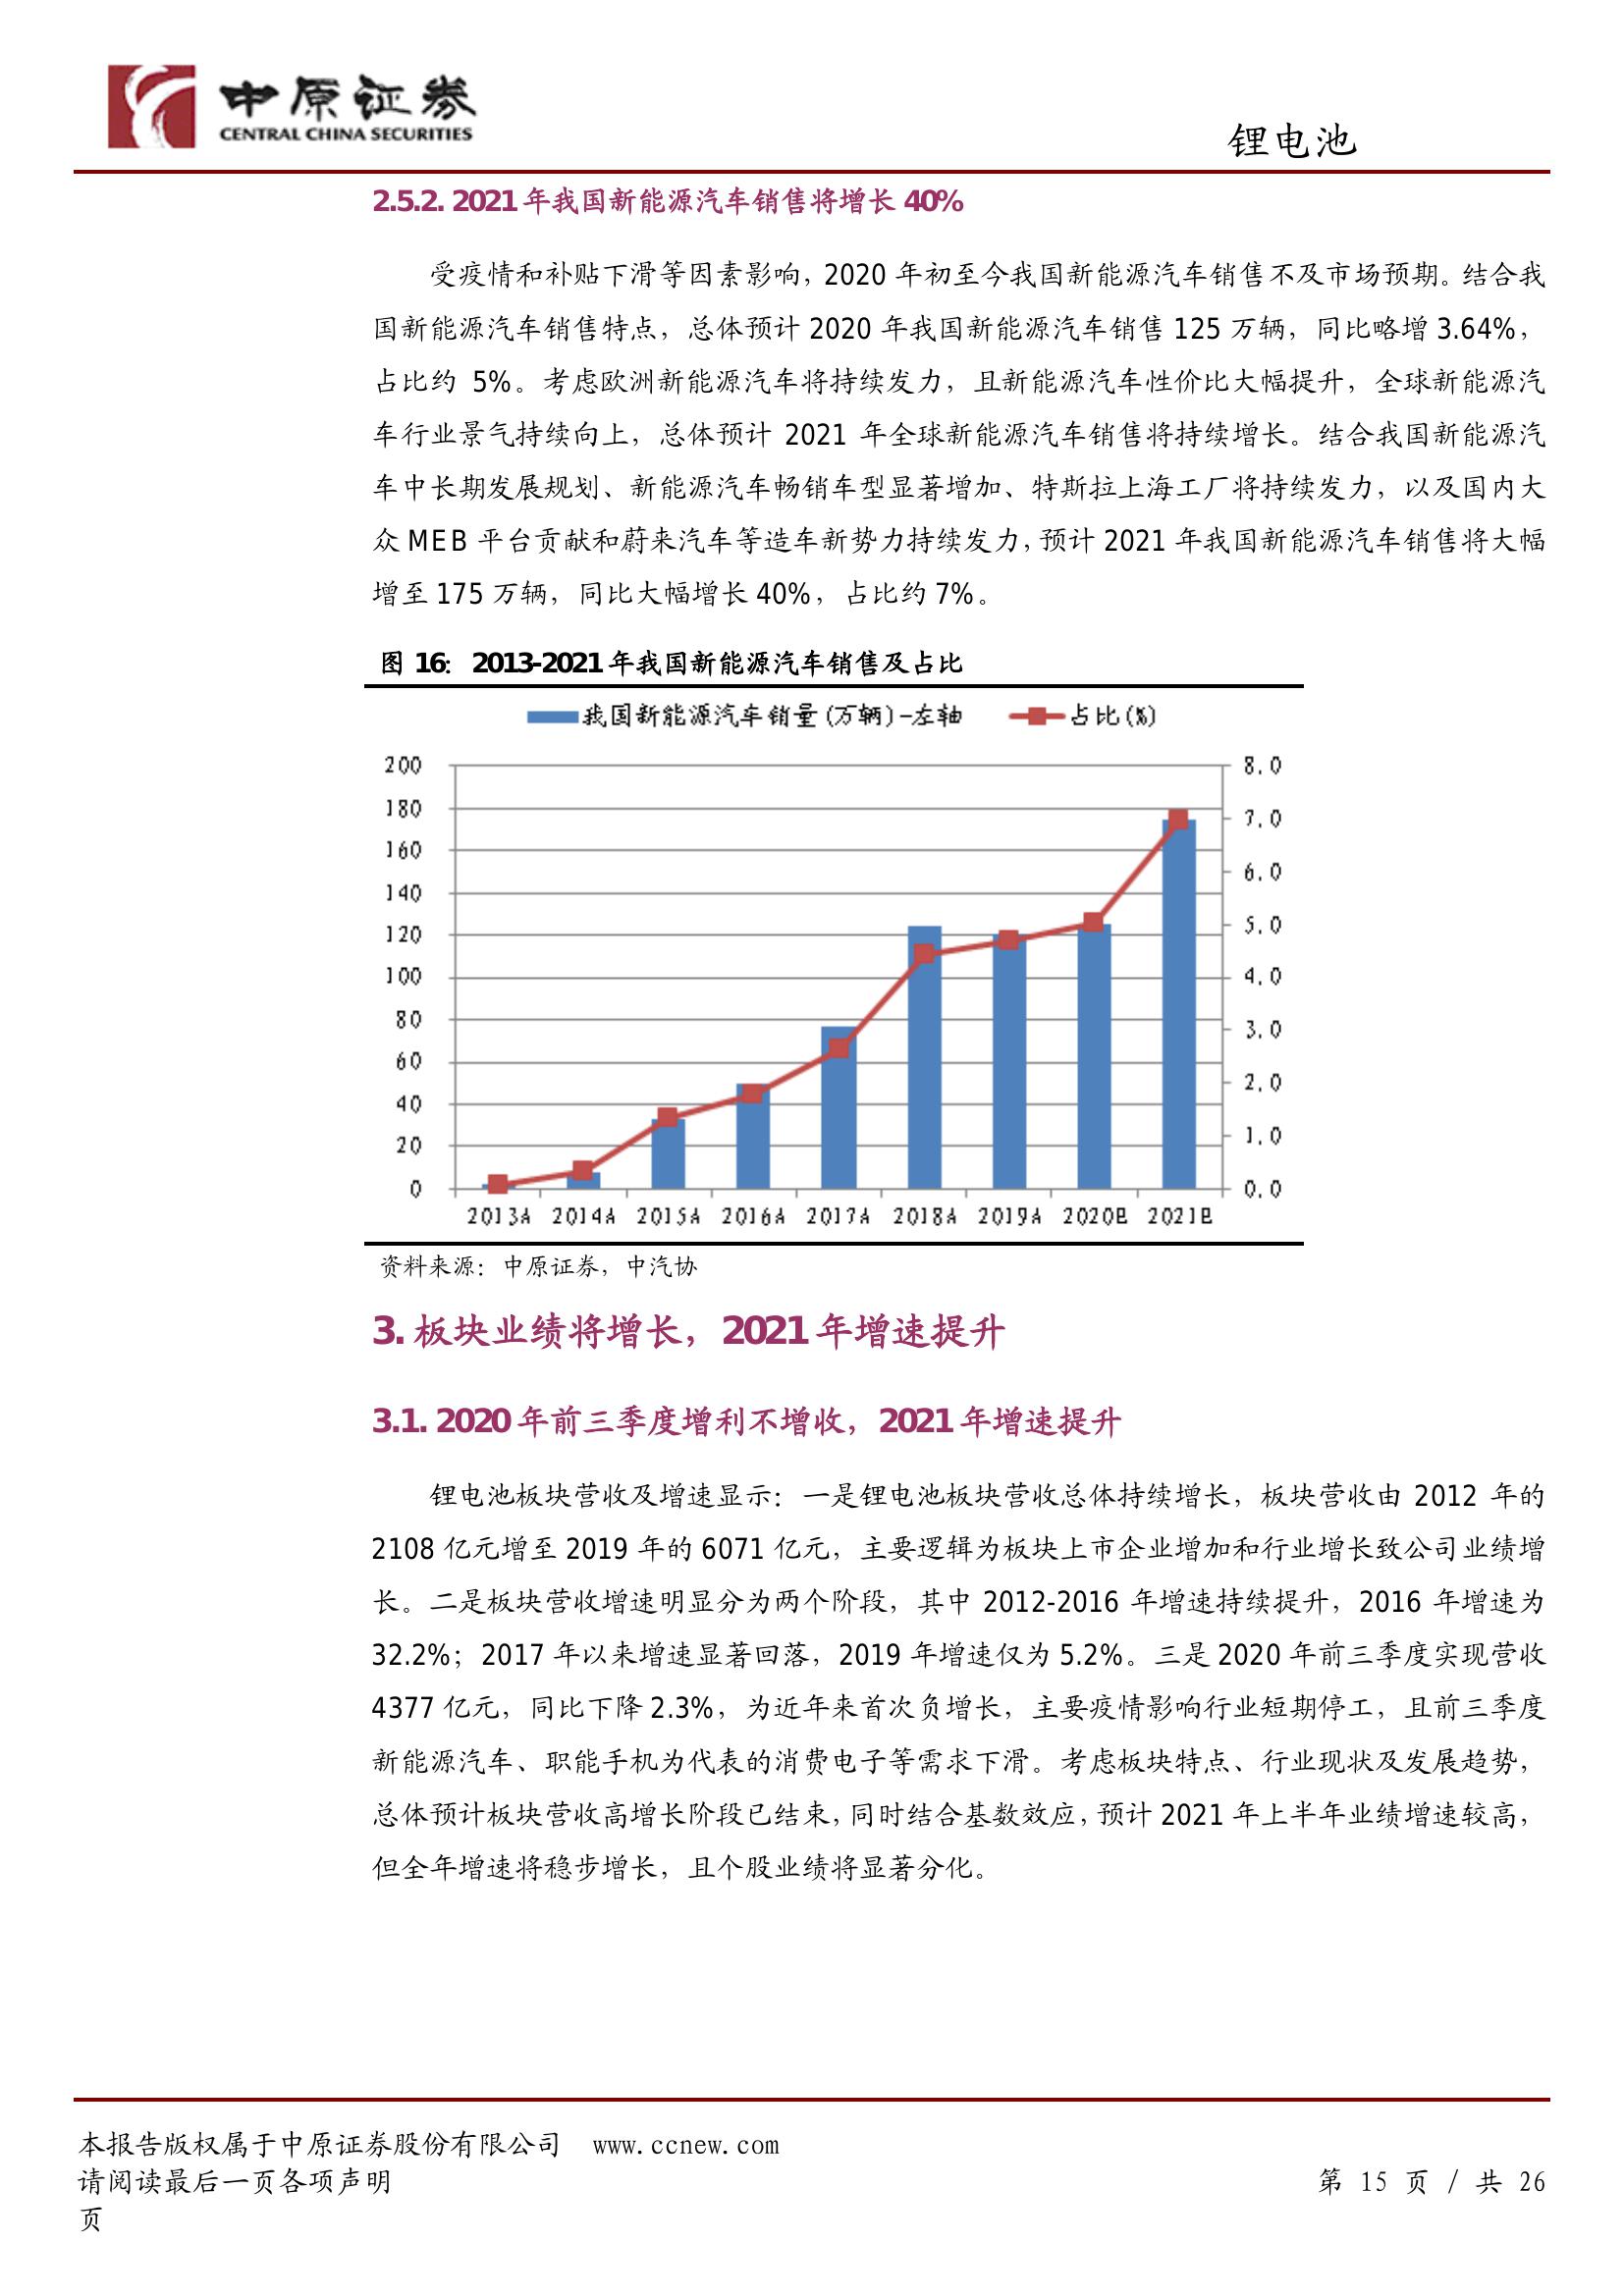 中原证券
CENTRAL CHINA SECURITIES
锂电池
2.5.2. 2021 年我国新能源汽车销售将增长 40%
受疫情和补贴下滑等因素影响，2020 年初至今我国新能源汽车销售不及市场预期。结合我
国新能源汽车销售特点，总体预计 2020 年我国新能源汽车销售 125 万辆，同比略增 3.64%，
占比约 5%。考虑欧洲新能源汽车将持续发力，且新能源汽车性价比大幅提升，全球新能源汽
车行业景气持续向上，总体预计 2021 年全球新能源汽车销售将持续增长。结合我国新能源汽
车中长期发展规划、新能源汽车畅销车型显著增加、特斯拉上海工厂将持续发力，以及国内大
众 MEB 平台贡献和蔚来汽车等造车新势力持续发力，预计 2021 年我国新能源汽车销售将大幅
增至 175 万辆，同比大幅增长 40%，占比约 7%。
图 16： 2013-2021 年我国新能源汽车销售及占比
我国新能源汽车销量(万辆)-左轴 占比(%)
200 8.0
180 7.0
160 6.0
140 5.0
120 4.0
100 3.0
80 2.0
60 1.0
40 0.0
20
0
2013A 2014A 2015A 2016A 2017A 2018A 2019A 2020E 2021E
资料来源：中原证券，中汽协
3. 板块业绩将增长，2021 年增速提升
3.1. 2020 年前三季度增利不增收，2021 年增速提升
锂电池板块营收及增速显示：一是锂电池板块营收总体持续增长，板块营收由 2012 年的
2108 亿元增至 2019 年的 6071 亿元，主要逻辑为板块上市企业增加和行业增长致公司业绩增
长。二是板块营收增速明显分为两个阶段，其中 2012-2016 年增速持续提升，2016 年增速为
32.2%；2017 年以来增速显著回落，2019 年增速仅为 5.2%。三是 2020 年前三季度实现营收
4377 亿元，同比下降 2.3%，为近年来首次负增长，主要疫情影响行业短期停工，且前三季度
新能源汽车、职能手机为代表的消费电子等需求下滑。考虑板块特点、行业现状及发展趋势，
总体预计板块营收高增长阶段已结束，同时结合基数效应，预计 2021 年上半年业绩增速较高，
但全年增速将稳步增长，且个股业绩将显著分化。
本报告版权属于中原证券股份有限公司 www.ccnew.com
请阅读最后一页各项声明 第 15 页 / 共 26
页